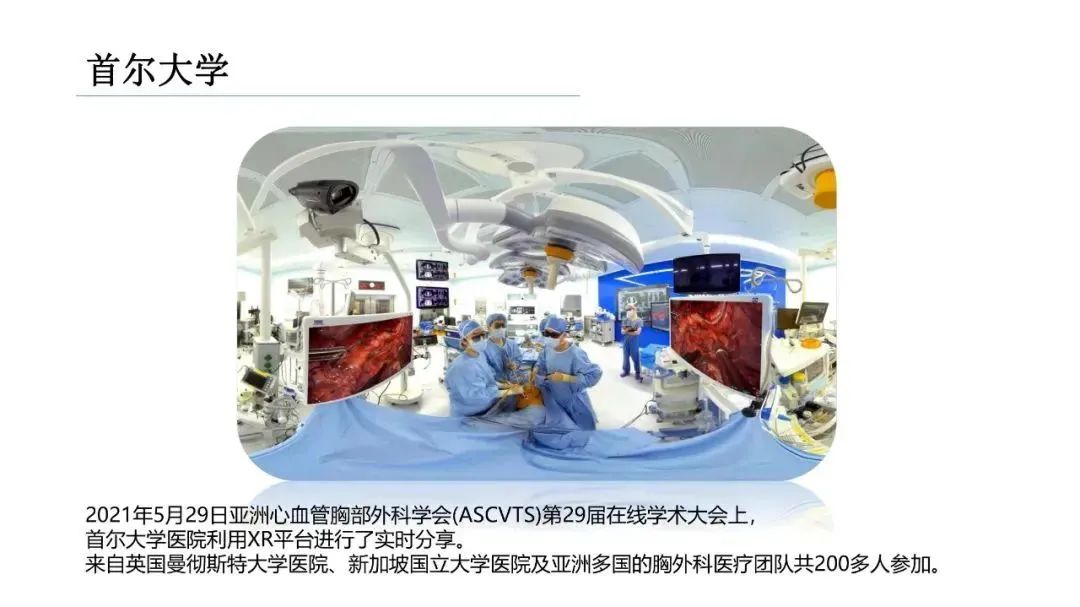 首尔大学
2021年5月29日亚洲心血管胸部外科学会(ASCVTS)第29届在线学术大会上，
首尔大学医院利用XR平台进行了实时分享。
来自英国曼彻斯特大学医院、新加坡国立大学医院及亚洲多国的胸外科医疗团队共200多人参加。